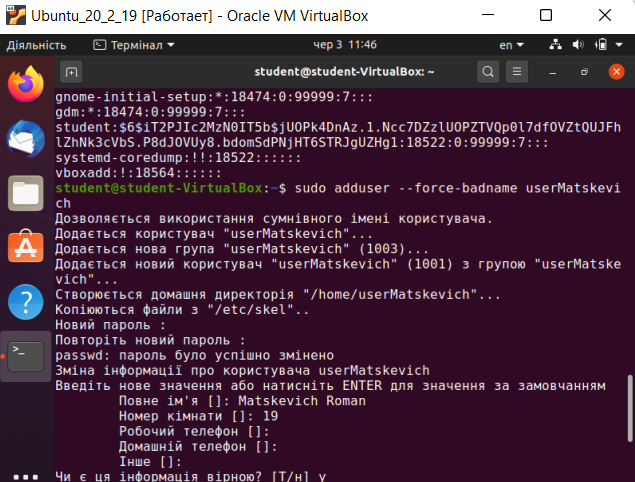 Ubuntu_20_2_19 [Работает] - Oracle VM VirtualBox
Діяльність Термінал чер 3 11:46 en
student@student-VirtualBox: ~
gnome-initial-setup:*:18474:0:99999:7:::
gdm:*:18474:0:99999:7:::
student:$6$iT2PJIc2MzN0IT5b$jUOPk4DnAz.1.Ncc7DZzlUOPZTVQp0l7dfOVZtQUJFh
lZhNk3cVbS.P8dJOVUy8.bdomSdPNjHT6STRJgUZHg1:18522:0:99999:7:::
systemd-coredump:!!:18522::::::
vboxadd:!:18564::::::
student@student-VirtualBox:~$ sudo adduser --force-badname userMatskevi
ch
Дозволяється використання сумнівного імені користувача.
Додається користувач "userMatskevich"...
Додається нова група "userMatskevich" (1003)...
Додається новий користувач "userMatskevich" (1001) з групою "userMatske
vich"...
Створюється домашня директорія "/home/userMatskevich"...
Копіюються файли з "/etc/skel"..
Новий пароль :
Повторіть новий пароль :
passwd: пароль було успішно змінено
Зміна інформації про користувача userMatskevich
Введіть нове значення або натисніть ENTER для значення за замовчанням
Повне ім'я []: Matskevich Roman
Номер кімнати []: 19
Робочий телефон []:
Домашній телефон []:
Інше []:
Чи є ця інформація вірною? [Т/н] y